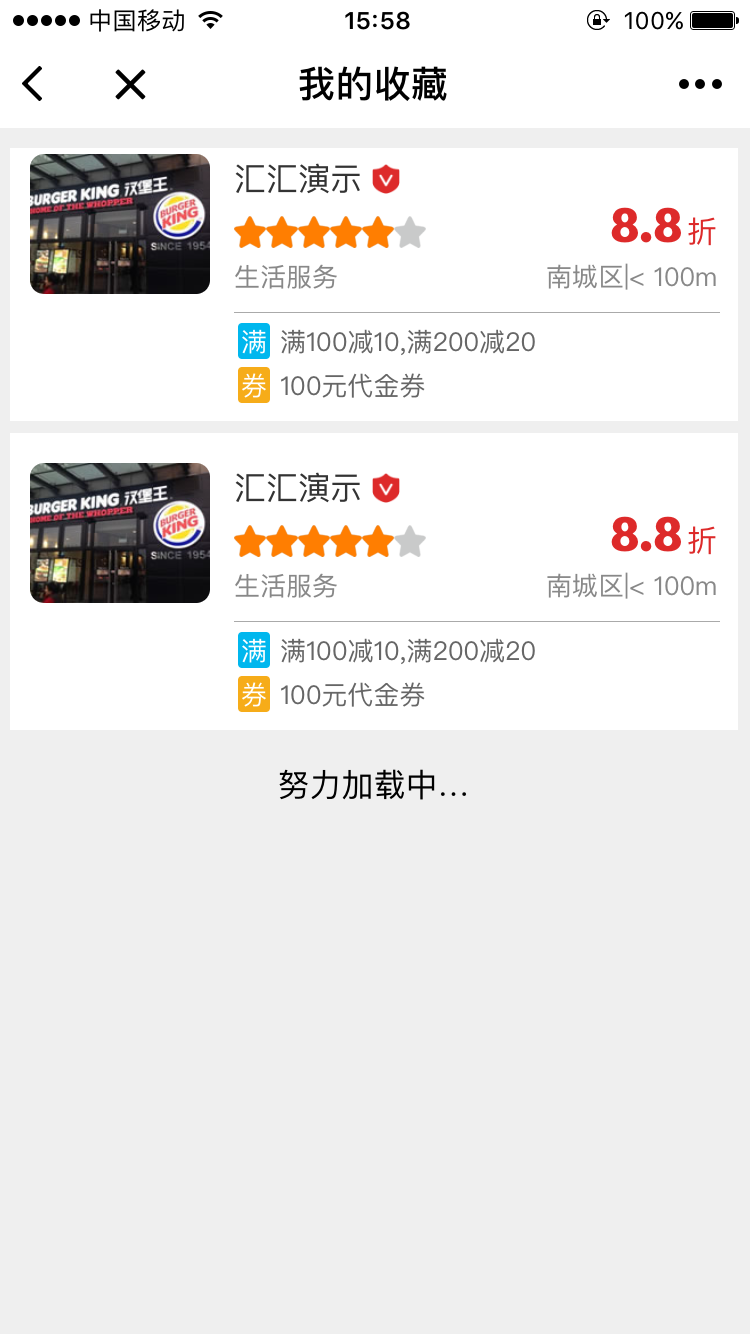 中国移动 15:58 100%
我的收藏
BURGER KING 汉堡王
HOME OF THE WHOPPER
BURGER KING
SINCE 1954
汇汇演示
8.8折
生活服务 南城区|< 100m
满 满100减10,满200减20
券 100元代金券
BURGER KING 汉堡王
HOME OF THE WHOPPER
BURGER KING
SINCE 1954
汇汇演示
8.8折
生活服务 南城区|< 100m
满 满100减10,满200减20
券 100元代金券
努力加载中...